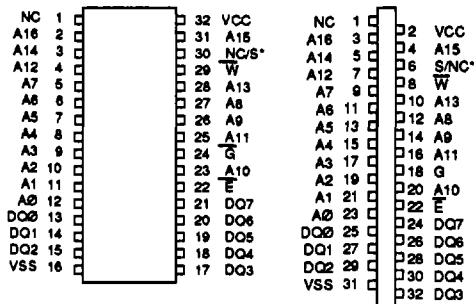 NC 1
A16 2
A14 3
A12 4
A7 5
A6 6
A5 7
A4 8
A3 9
A2 10
A1 11
AØ 12
DQØ 13
DQ1 14
DQ2 15
VSS 16
32 VCC
31 A15
30 NC/S*
29 W
28 A13
27 A8
26 A9
25 A11
24 G
23 A10
22 E
21 DQ7
20 DQ6
19 DQ5
18 DQ4
17 DQ3
NC 1
A16 3
A14 5
A12 7
A7 9
A6 11
A5 13
A4 15
A3 17
A2 19
A1 21
AØ 23
DQØ 25
DQ1 27
DQ2 29
VSS 31
2 VCC
4 A15
6 S/NC*
8 W
10 A13
12 A8
14 A9
16 A11
18 G
20 A10
22 E
24 DQ7
26 DQ6
28 DQ5
30 DQ4
32 DQ3